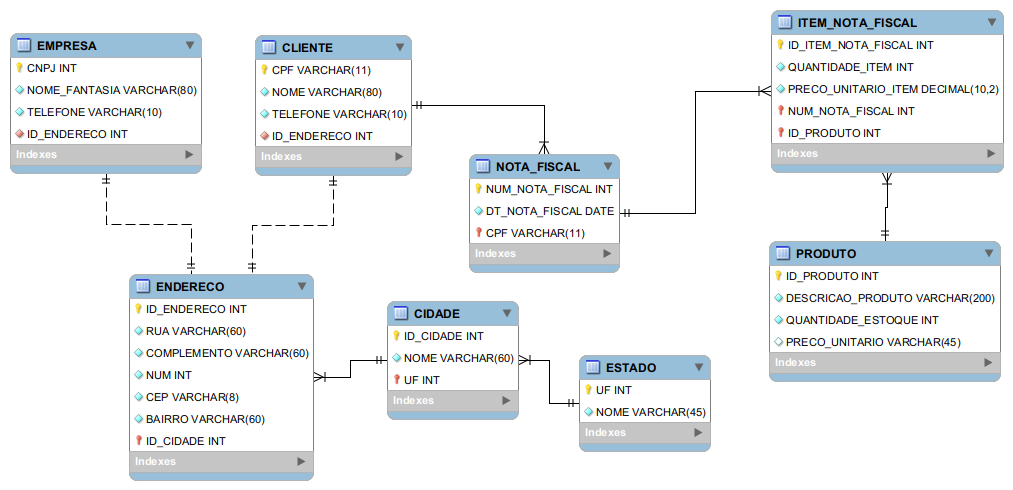 EMPRESA
CNPJ INT
NOME_FANTASIA VARCHAR(80)
TELEFONE VARCHAR(10)
ID_ENDERECO INT
Indexes
CLIENTE
CPF VARCHAR(11)
NOME VARCHAR(80)
TELEFONE VARCHAR(10)
ID_ENDERECO INT
Indexes
ITEM_NOTA_FISCAL
ID_ITEM_NOTA_FISCAL INT
QUANTIDADE_ITEM INT
PRECO_UNITARIO_ITEM DECIMAL(10,2)
NUM_NOTA_FISCAL INT
ID_PRODUTO INT
Indexes
NOTA_FISCAL
NUM_NOTA_FISCAL INT
DT_NOTA_FISCAL DATE
CPF VARCHAR(11)
Indexes
PRODUTO
ID_PRODUTO INT
DESCRICAO_PRODUTO VARCHAR(200)
QUANTIDADE_ESTOQUE INT
PRECO_UNITARIO VARCHAR(45)
Indexes
ENDERECO
ID_ENDERECO INT
RUA VARCHAR(60)
COMPLEMENTO VARCHAR(60)
NUM INT
CEP VARCHAR(8)
BAIRRO VARCHAR(60)
ID_CIDADE INT
Indexes
CIDADE
ID_CIDADE INT
NOME VARCHAR(60)
UF INT
Indexes
ESTADO
UF INT
NOME VARCHAR(45)
Indexes